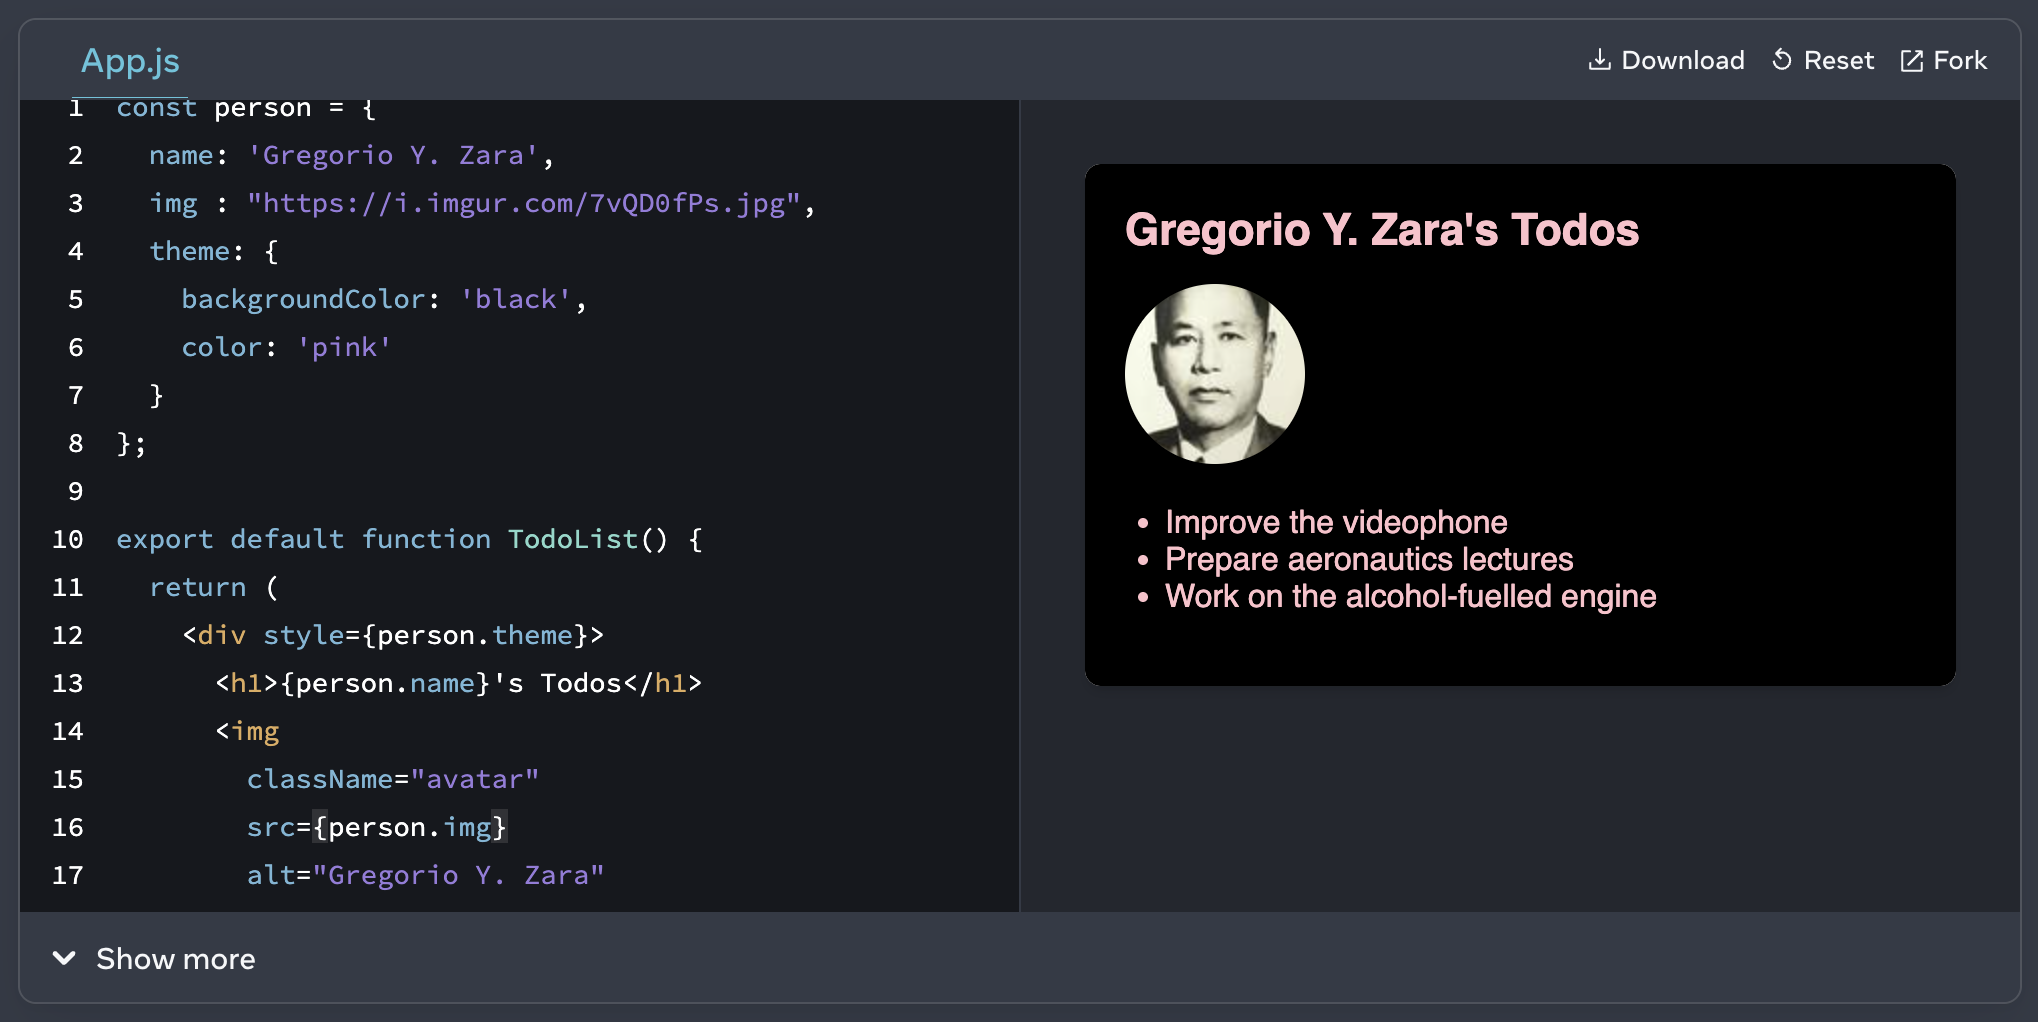 App.js
Download Reset Fork
1 const person = {
2   name: 'Gregorio Y. Zara',
3   img : "https://i.imgur.com/7vQD0fPs.jpg",
4   theme: {
5     backgroundColor: 'black',
6     color: 'pink'
7   }
8 };
9
10 export default function TodoList() {
11   return (
12     <div style={person.theme}>
13       <h1>{person.name}'s Todos</h1>
14       <img
15         className="avatar"
16         src={person.img}
17         alt="Gregorio Y. Zara"
Gregorio Y. Zara's Todos
• Improve the videophone
• Prepare aeronautics lectures
• Work on the alcohol-fuelled engine
Show more